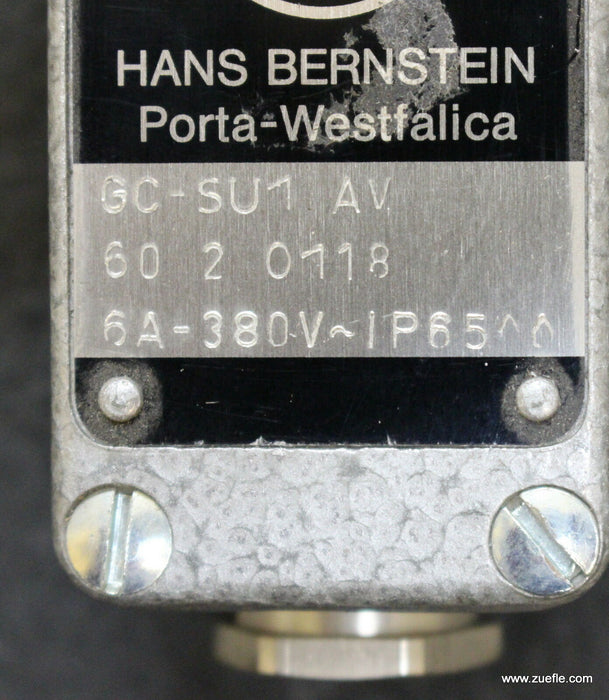 HANS BERNSTEIN
Porta-Westfalica
GC-SU1 AV
60 2 0118
6A-380V~IP65
www.zuefle.com